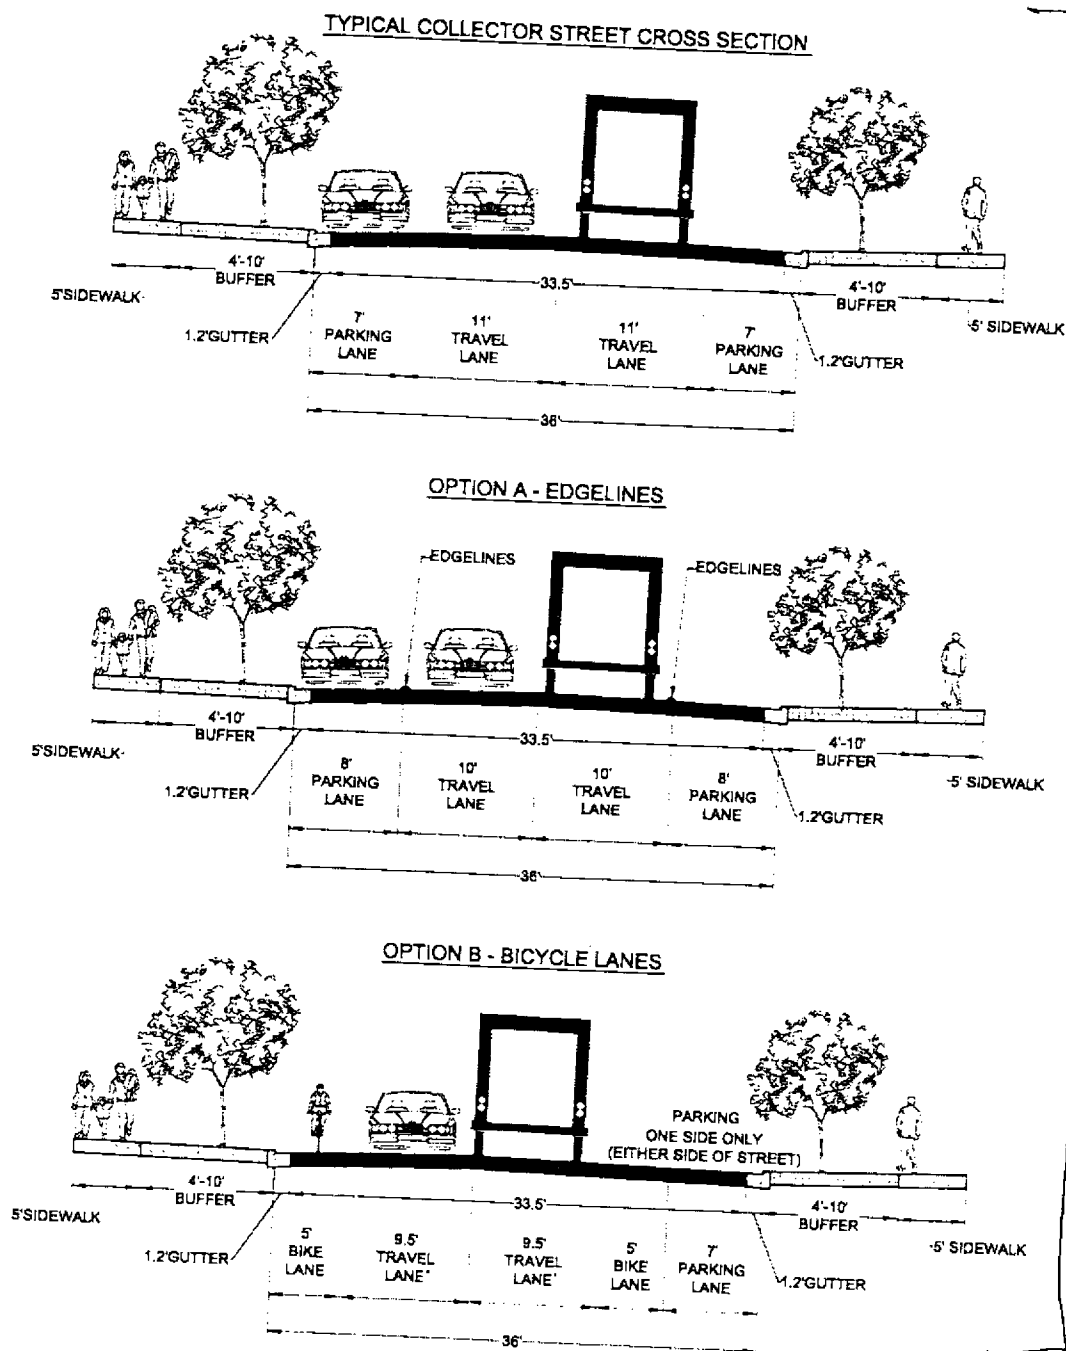 TYPICAL COLLECTOR STREET CROSS SECTION
4'-10'
BUFFER
33.5'
4'-10'
BUFFER
5'SIDEWALK
5' SIDEWALK
1.2'GUTTER
7'
PARKING
LANE
11'
TRAVEL
LANE
11'
TRAVEL
LANE
7'
PARKING
LANE
1.2'GUTTER
36'
OPTION A - EDGELINES
EDGELINES
EDGELINES
4'-10'
BUFFER
33.5'
4'-10'
BUFFER
5'SIDEWALK
5' SIDEWALK
1.2'GUTTER
8'
PARKING
LANE
10'
TRAVEL
LANE
10'
TRAVEL
LANE
8'
PARKING
LANE
1.2'GUTTER
36'
OPTION B - BICYCLE LANES
PARKING
ONE SIDE ONLY
(EITHER SIDE OF STREET)
4'-10'
BUFFER
33.5'
4'-10'
BUFFER
5'SIDEWALK
5' SIDEWALK
1.2'GUTTER
5'
BIKE
LANE
9.5'
TRAVEL
LANE*
9.5'
TRAVEL
LANE*
5'
BIKE
LANE
7'
PARKING
LANE
1.2'GUTTER
36'